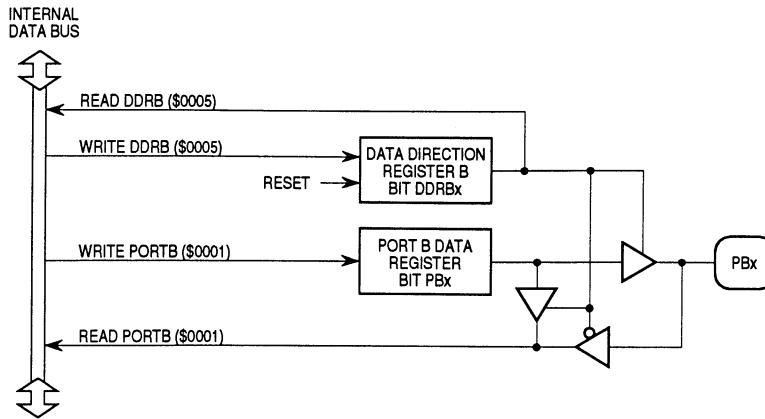 INTERNAL
DATA BUS
READ DDRB ($0005)
WRITE DDRB ($0005)
RESET
DATA DIRECTION
REGISTER B
BIT DDRBx
WRITE PORTB ($0001)
PORT B DATA
REGISTER
BIT PBx
PBx
READ PORTB ($0001)